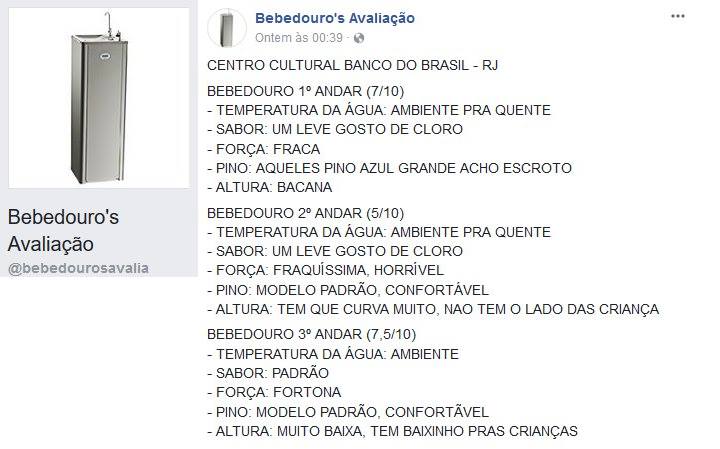 Bebedouro's Avaliação
@bebedourosavalia
Bebedouro's Avaliação
Ontem às 00:39 ·
CENTRO CULTURAL BANCO DO BRASIL - RJ
BEBEDOURO 1º ANDAR (7/10)
- TEMPERATURA DA ÁGUA: AMBIENTE PRA QUENTE
- SABOR: UM LEVE GOSTO DE CLORO
- FORÇA: FRACA
- PINO: AQUELES PINO AZUL GRANDE ACHO ESCROTO
- ALTURA: BACANA
BEBEDOURO 2º ANDAR (5/10)
- TEMPERATURA DA ÁGUA: AMBIENTE PRA QUENTE
- SABOR: UM LEVE GOSTO DE CLORO
- FORÇA: FRAQUÍSSIMA, HORRÍVEL
- PINO: MODELO PADRÃO, CONFORTÁVEL
- ALTURA: TEM QUE CURVA MUITO, NAO TEM O LADO DAS CRIANÇA
BEBEDOURO 3º ANDAR (7,5/10)
- TEMPERATURA DA ÁGUA: AMBIENTE
- SABOR: PADRÃO
- FORÇA: FORTONA
- PINO: MODELO PADRÃO, CONFORTÃVEL
- ALTURA: MUITO BAIXA, TEM BAIXINHO PRAS CRIANÇAS